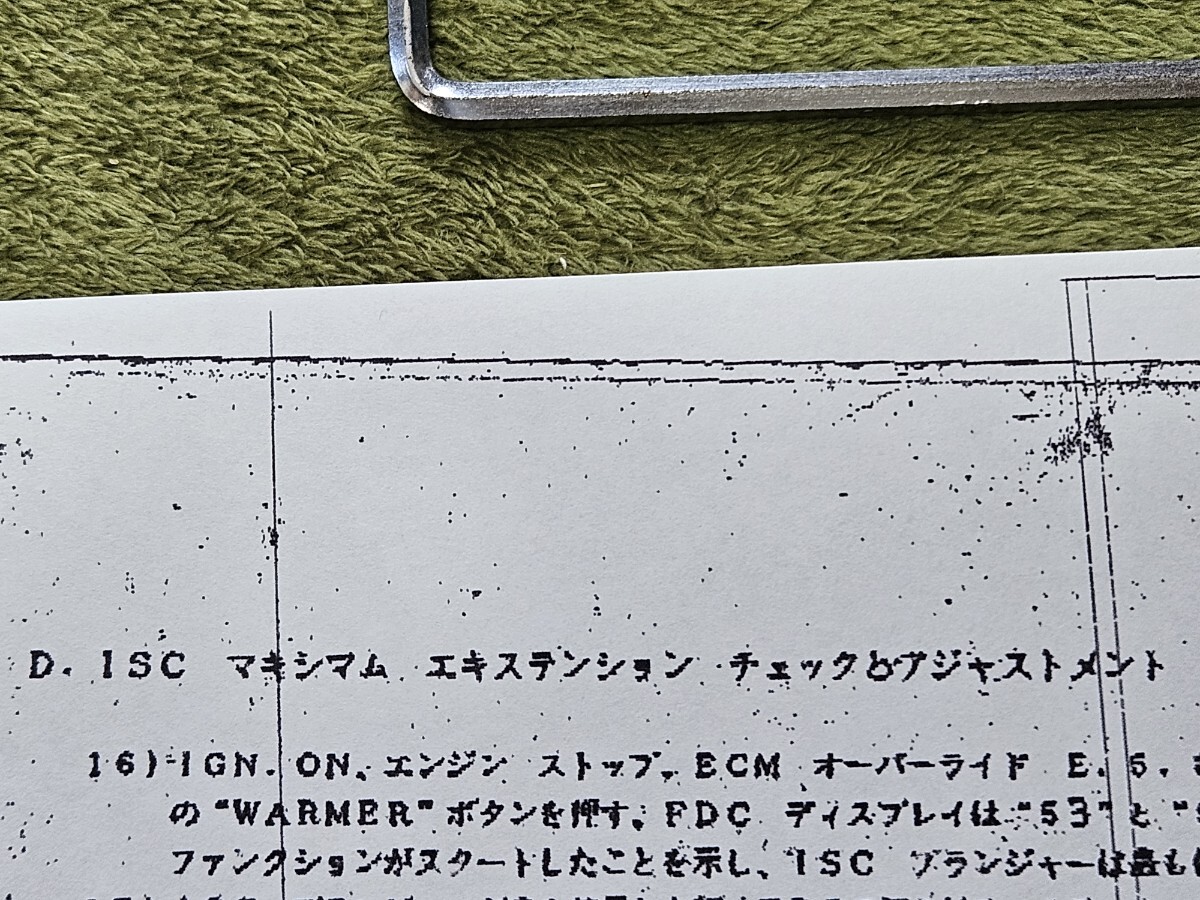 D. ISC マキシマム エキステンション チェックとアジャストメント
16) IGN. ON、エンジン ストップ。ECM オーバーライド E. 5.
の “WARMER” ボタンを押す。FDC ディスプレイは “53” と “
ファンクションがスタートしたことを示し、ISC プランジャーは最も